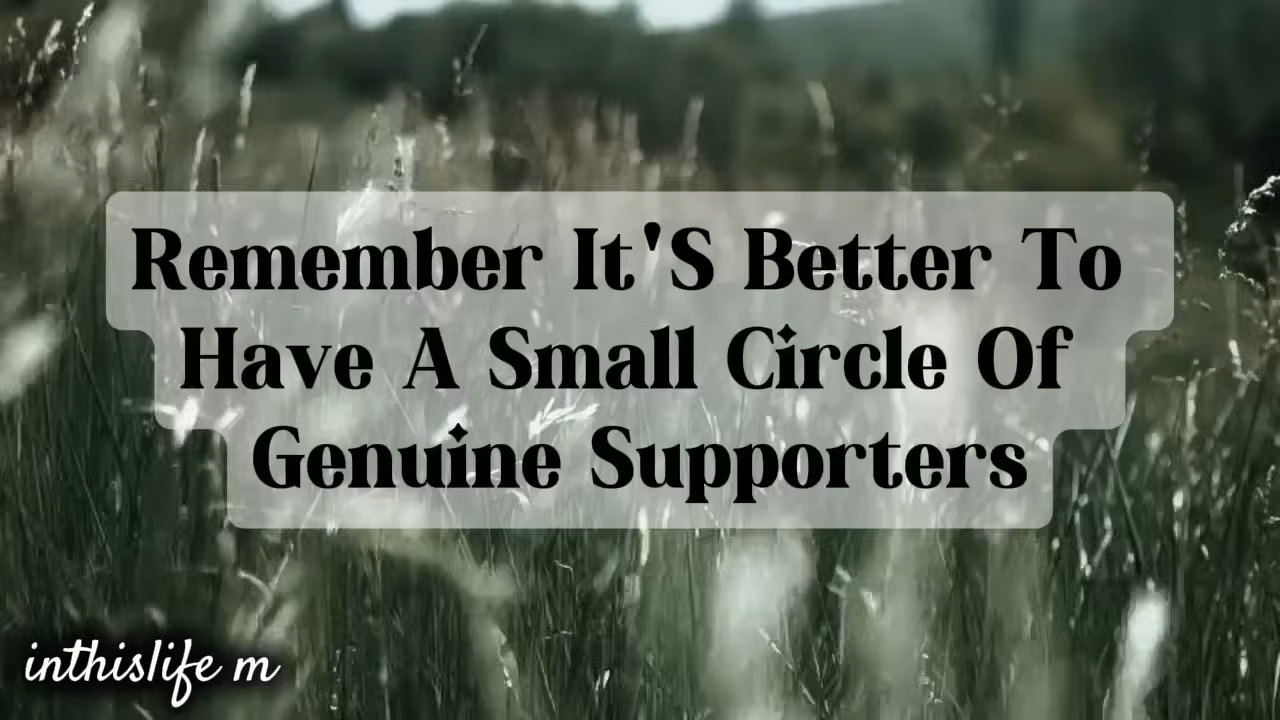 Remember It'S Better To
Have A Small Circle Of
Genuine Supporters
inthislife m